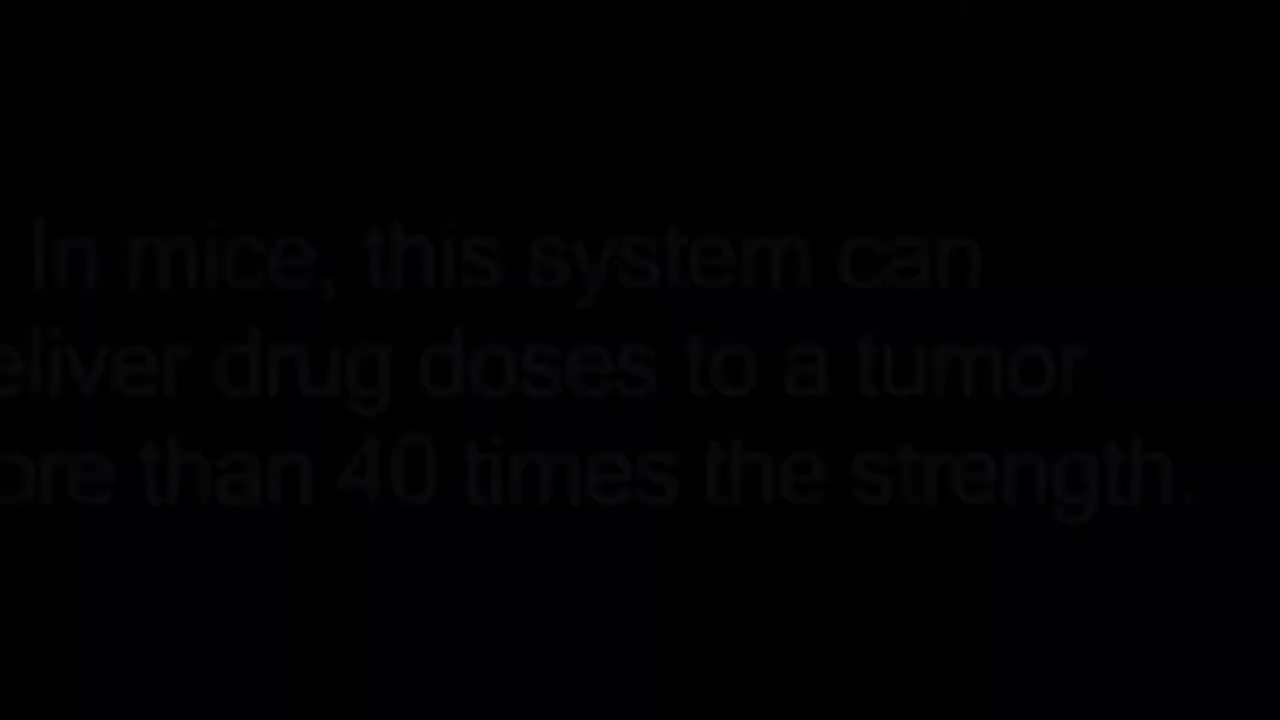 In mice, this system can
eliver drug doses to a tumor
ore than 40 times the strength.